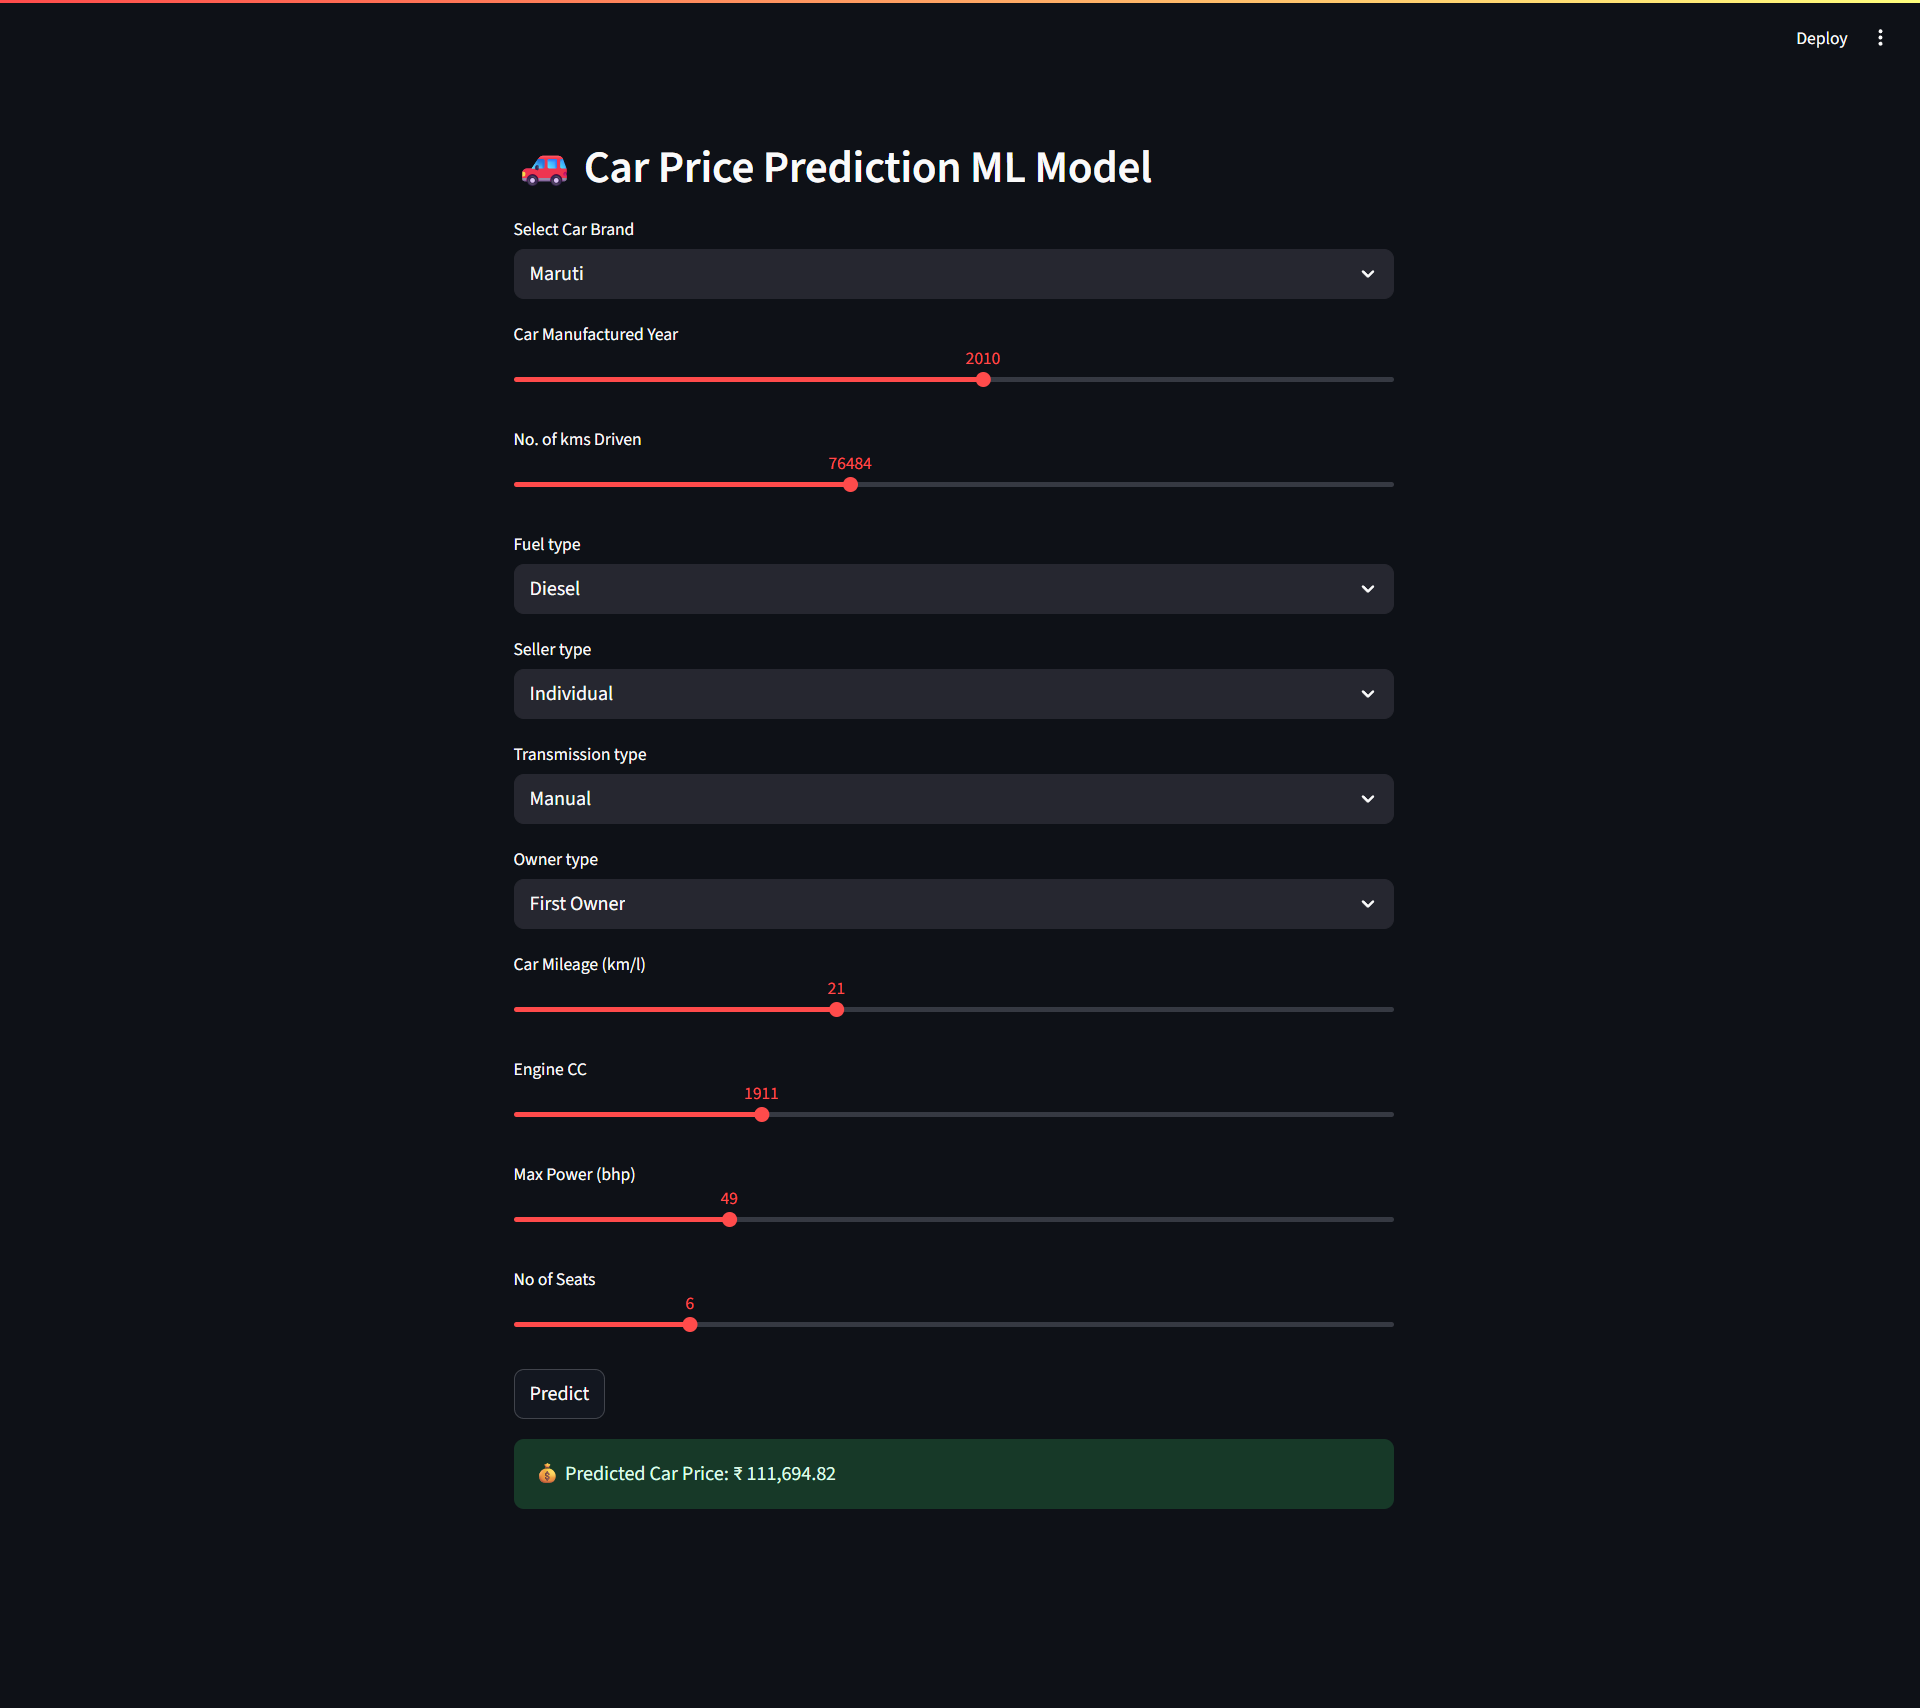 Deploy
Car Price Prediction ML Model
Select Car Brand
Maruti
Car Manufactured Year
2010
No. of kms Driven
76484
Fuel type
Diesel
Seller type
Individual
Transmission type
Manual
Owner type
First Owner
Car Mileage (km/l)
21
Engine CC
1911
Max Power (bhp)
49
No of Seats
6
Predict
Predicted Car Price: ₹ 111,694.82